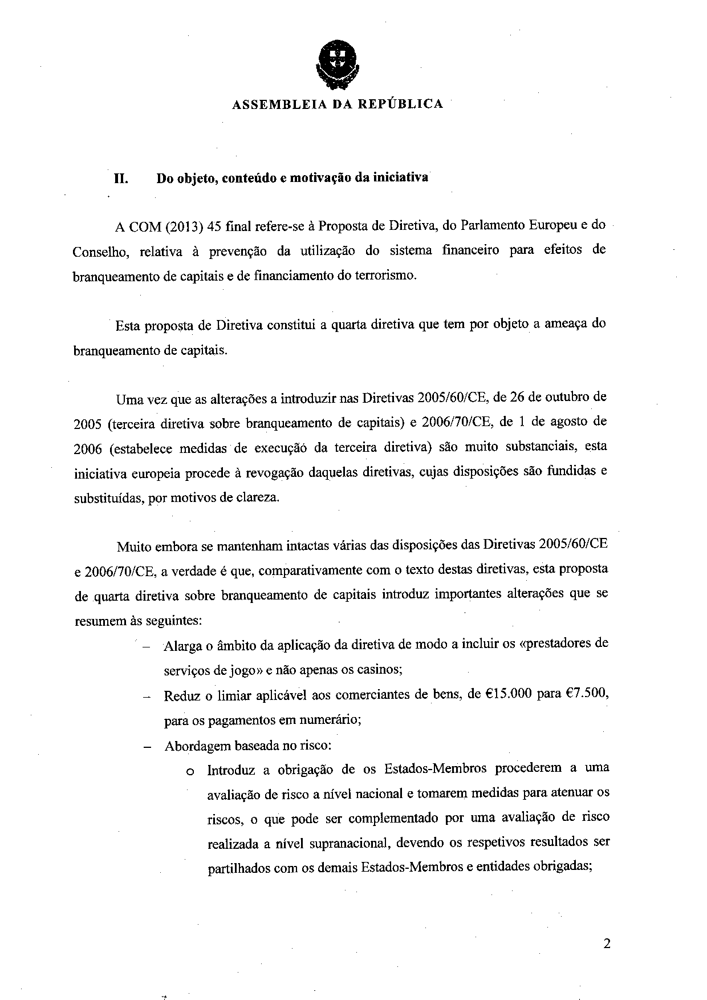 ASSEMBLEIA DA REPÚBLICA
II. Do objeto, conteúdo e motivação da iniciativa
A COM (2013) 45 final refere-se à Proposta de Diretiva, do Parlamento Europeu e do
Conselho, relativa à prevenção da utilização do sistema financeiro para efeitos de
branqueamento de capitais e de financiamento do terrorismo.
Esta proposta de Diretiva constitui a quarta diretiva que tem por objeto a ameaça do
branqueamento de capitais.
Uma vez que as alterações a introduzir nas Diretivas 2005/60/CE, de 26 de outubro de
2005 (terceira diretiva sobre branqueamento de capitais) e 2006/70/CE, de 1 de agosto de
2006 (estabelece medidas de execução da terceira diretiva) são muito substanciais, esta
iniciativa europeia procede à revogação daquelas diretivas, cujas disposições são fundidas e
substituídas, por motivos de clareza.
Muito embora se mantenham intactas várias das disposições das Diretivas 2005/60/CE
e 2006/70/CE, a verdade é que, comparativamente com o texto destas diretivas, esta proposta
de quarta diretiva sobre branqueamento de capitais introduz importantes alterações que se
resumem às seguintes:
– Alarga o âmbito da aplicação da diretiva de modo a incluir os «prestadores de
serviços de jogo» e não apenas os casinos;
– Reduz o limiar aplicável aos comerciantes de bens, de €15.000 para €7.500,
para os pagamentos em numerário;
– Abordagem baseada no risco:
o Introduz a obrigação de os Estados-Membros procederem a uma
avaliação de risco a nível nacional e tomarem medidas para atenuar os
riscos, o que pode ser complementado por uma avaliação de risco
realizada a nível supranacional, devendo os respetivos resultados ser
partilhados com os demais Estados-Membros e entidades obrigadas;
2